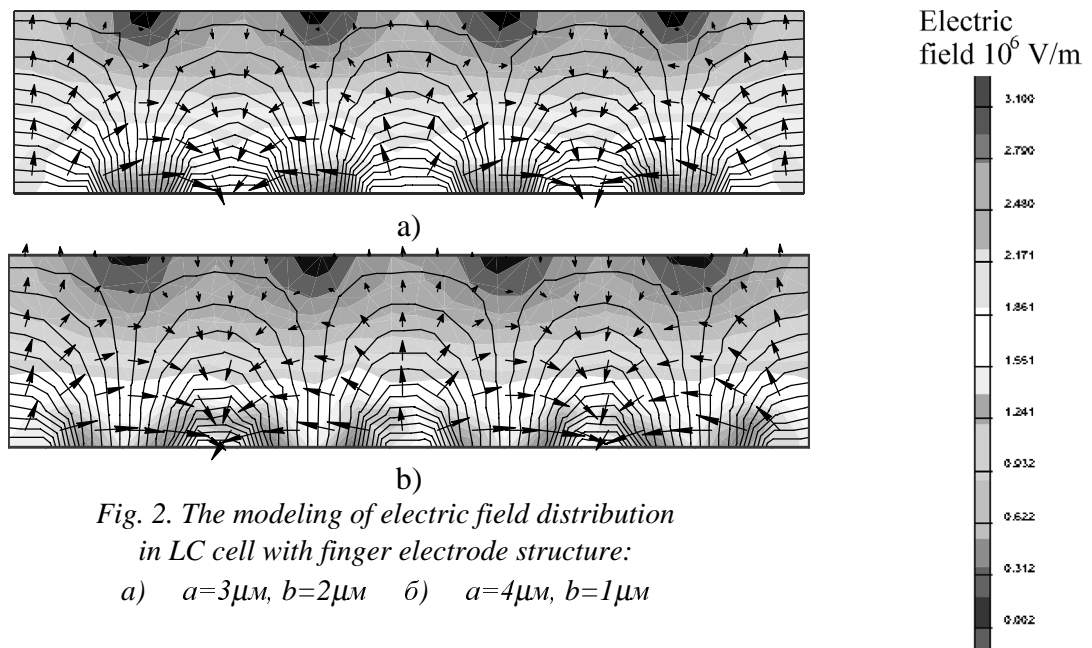 Electric
field 10⁶ V/m
3.100
2.790
2.480
2.171
1.861
1.551
1.241
0.932
0.622
0.312
0.002
a)
b)
Fig. 2. The modeling of electric field distribution
in LC cell with finger electrode structure:
a) a=3μм, b=2μм б) a=4μм, b=1μм